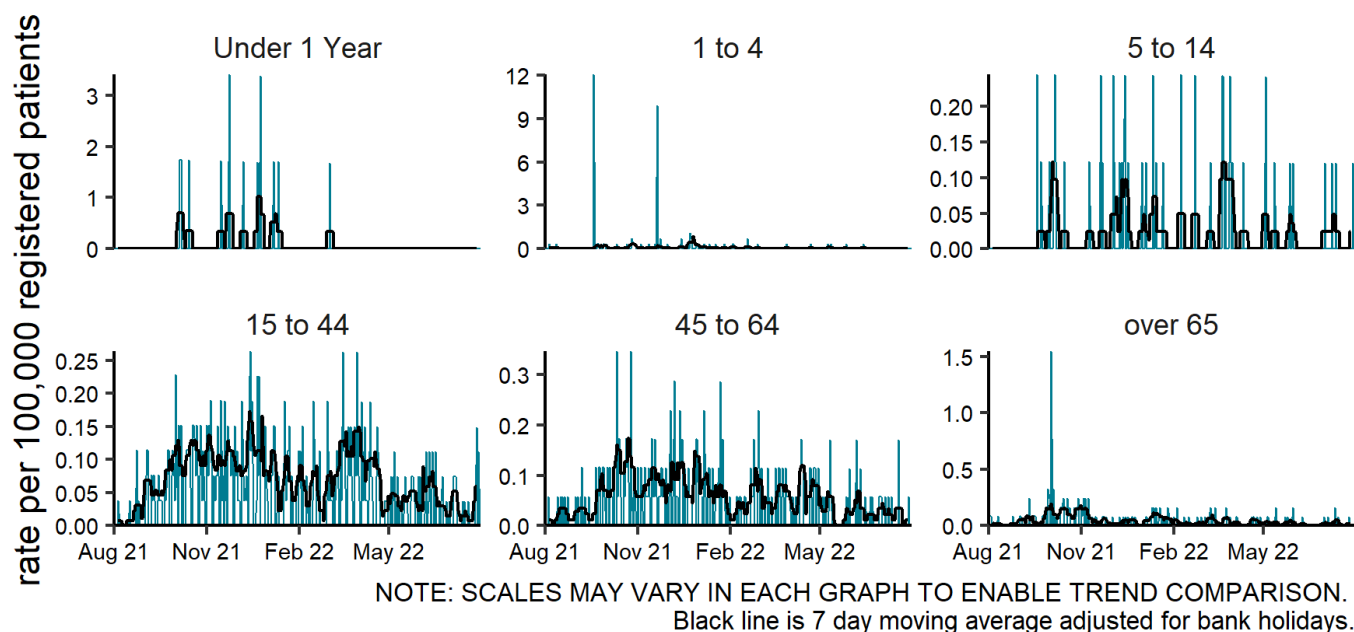 rate per 100,000 registered patients
Under 1 Year
3
2
1
0
1 to 4
12
9
6
3
0
5 to 14
0.20
0.15
0.10
0.05
0.00
15 to 44
0.25
0.20
0.15
0.10
0.05
0.00
Aug 21 Nov 21 Feb 22 May 22
45 to 64
0.3
0.2
0.1
0.0
Aug 21 Nov 21 Feb 22 May 22
over 65
1.5
1.0
0.5
0.0
Aug 21 Nov 21 Feb 22 May 22
NOTE: SCALES MAY VARY IN EACH GRAPH TO ENABLE TREND COMPARISON.
Black line is 7 day moving average adjusted for bank holidays.